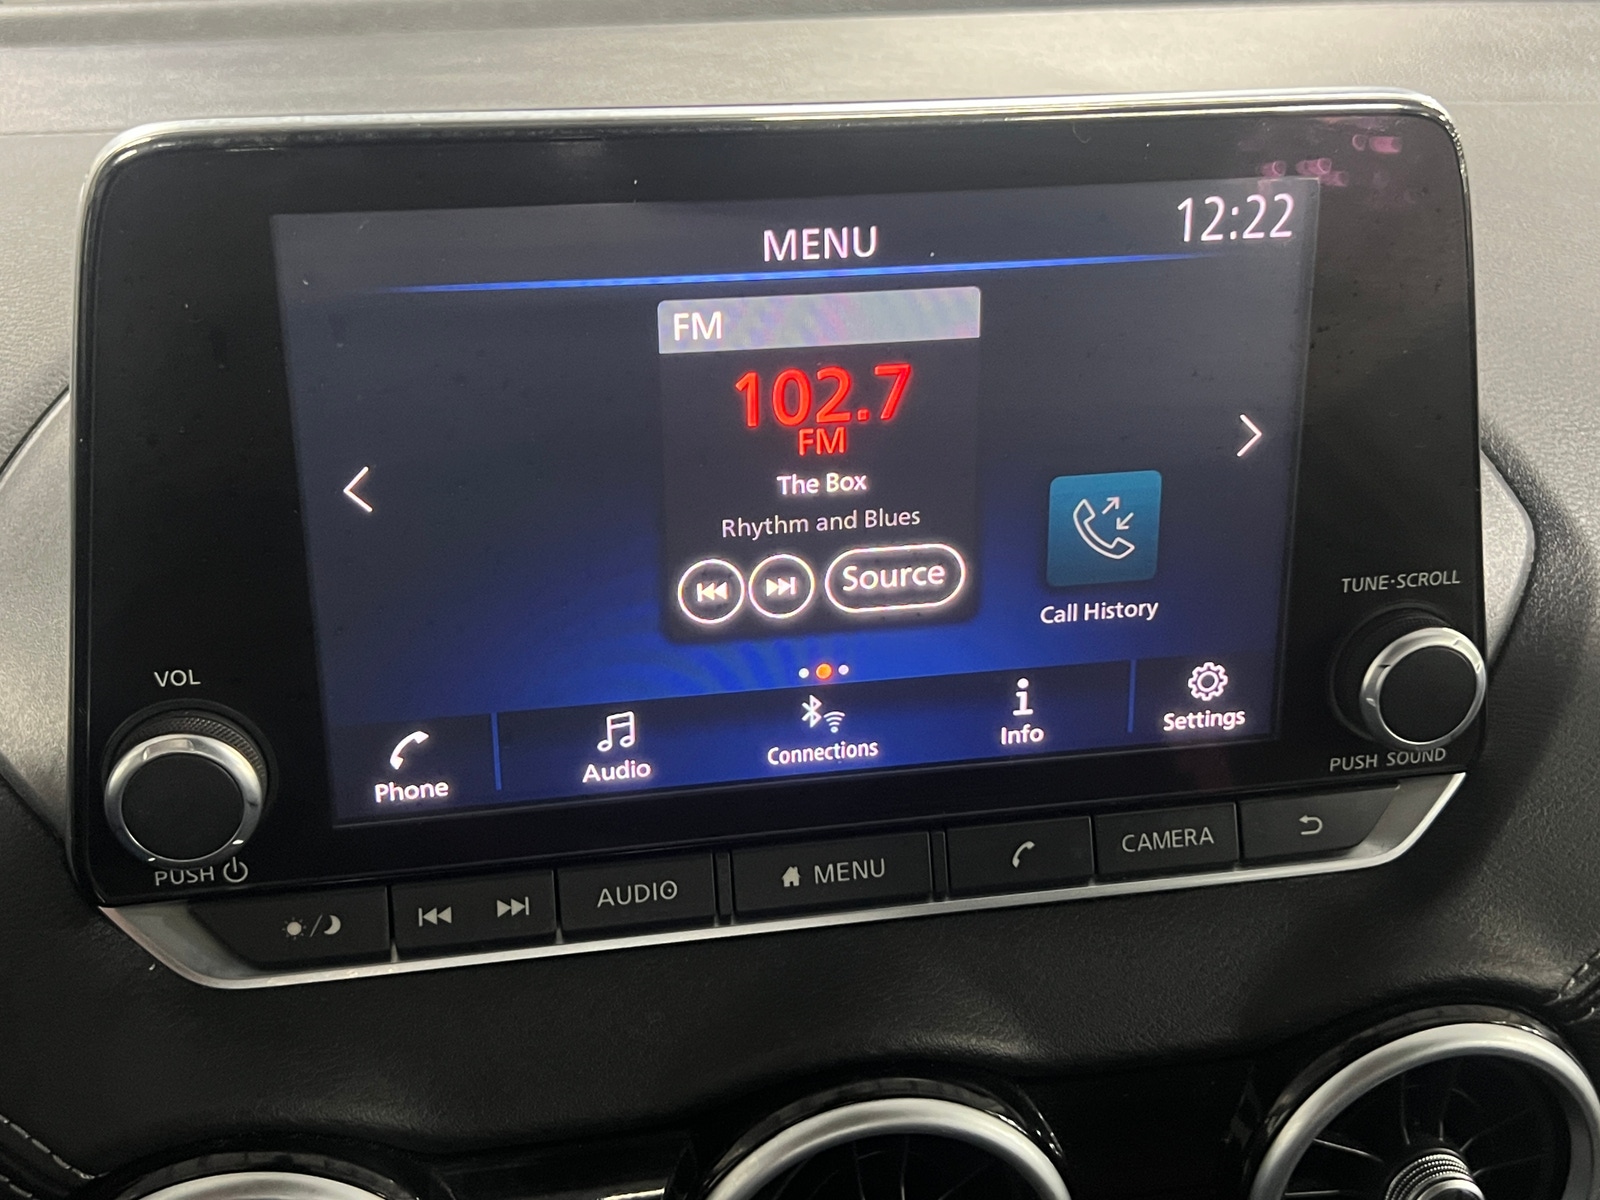 MENU
12:22
FM
102.7
FM
The Box
Rhythm and Blues
Source
Call History
Phone
Audio
Connections
Info
Settings
VOL
PUSH
TUNE·SCROLL
PUSH SOUND
AUDIO
MENU
CAMERA